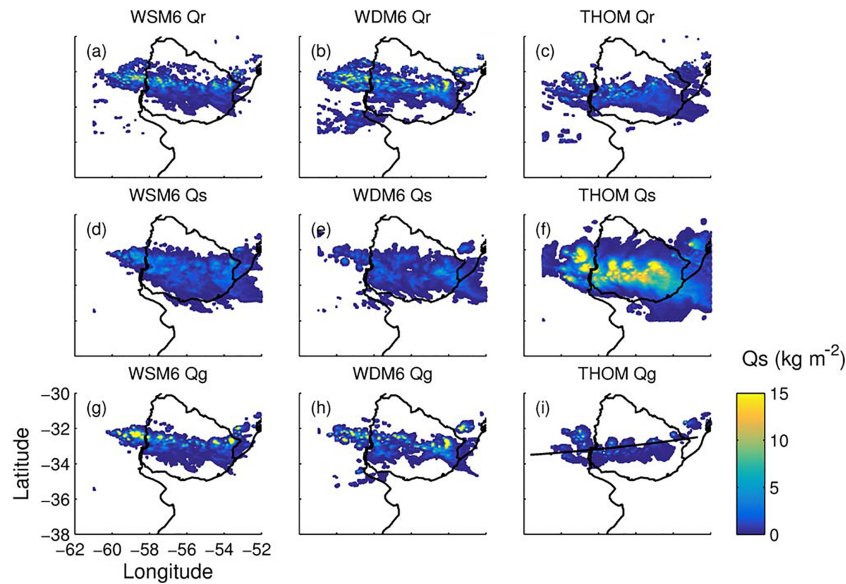 WSM6 Qr WDM6 Qr THOM Qr
(a) (b) (c)
WSM6 Qs WDM6 Qs THOM Qs
(d) (e) (f)
WSM6 Qg WDM6 Qg THOM Qg
(g) (h) (i)
−30
−32
−34
−36
−38
Latitude
−62 −60 −58 −56 −54 −52
Longitude
Qs (kg m⁻²)
15
10
5
0